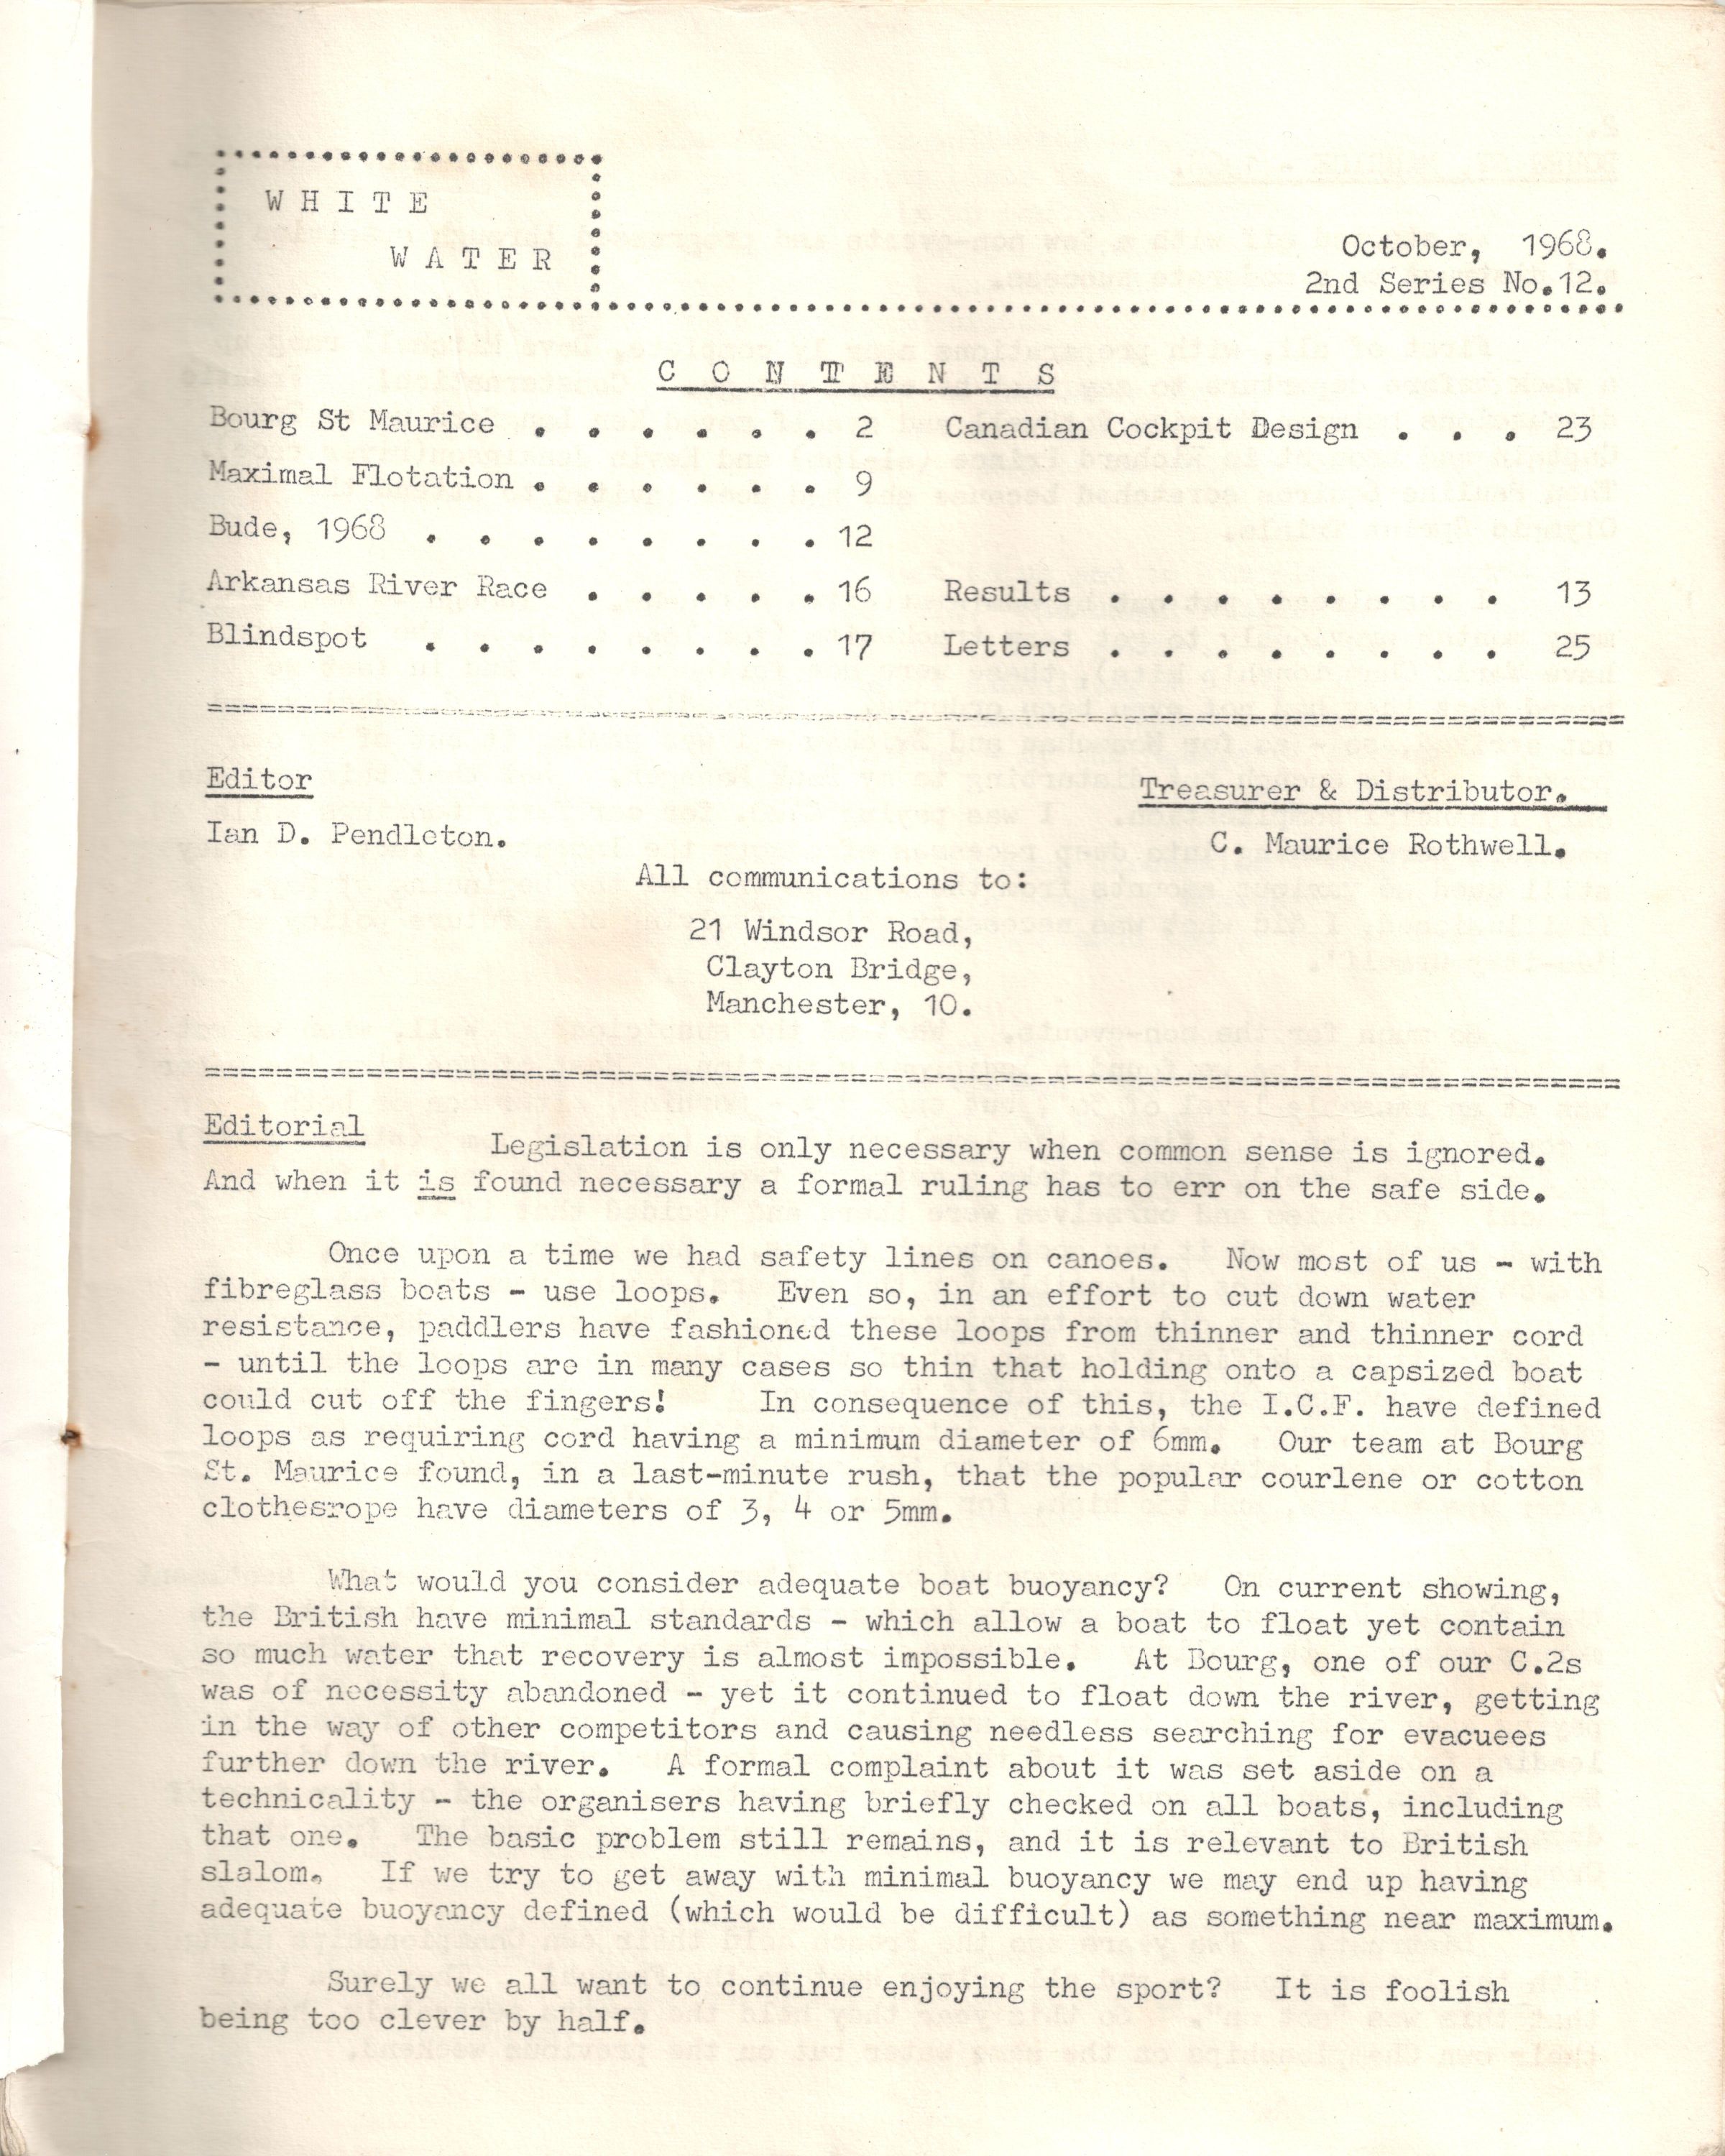 WHITE
WATER
October, 1968.
2nd Series No.12.
CONTENTS
Bourg St Maurice . . . . . . 2 Canadian Cockpit Design . . . 23
Maximal Flotation . . . . . . 9
Bude, 1968 . . . . . . . . 12
Arkansas River Race . . . . . 16 Results . . . . . . . . 13
Blindspot . . . . . . . . 17 Letters . . . . . . . . 25
Editor
Treasurer & Distributor.
Ian D. Pendleton.
C. Maurice Rothwell.
All communications to:
21 Windsor Road,
Clayton Bridge,
Manchester, 10.
Editorial
Legislation is only necessary when common sense is ignored.
And when it is found necessary a formal ruling has to err on the safe side.
Once upon a time we had safety lines on canoes. Now most of us - with
fibreglass boats - use loops. Even so, in an effort to cut down water
resistance, paddlers have fashioned these loops from thinner and thinner cord
- until the loops are in many cases so thin that holding onto a capsized boat
could cut off the fingers! In consequence of this, the I.C.F. have defined
loops as requiring cord having a minimum diameter of 6mm. Our team at Bourg
St. Maurice found, in a last-minute rush, that the popular courlene or cotton
clothesrope have diameters of 3, 4 or 5mm.
What would you consider adequate boat buoyancy? On current showing,
the British have minimal standards - which allow a boat to float yet contain
so much water that recovery is almost impossible. At Bourg, one of our C.2s
was of necessity abandoned - yet it continued to float down the river, getting
in the way of other competitors and causing needless searching for evacuees
further down the river. A formal complaint about it was set aside on a
technicality - the organisers having briefly checked on all boats, including
that one. The basic problem still remains, and it is relevant to British
slalom. If we try to get away with minimal buoyancy we may end up having
adequate buoyancy defined (which would be difficult) as something near maximum.
Surely we all want to continue enjoying the sport? It is foolish
being too clever by half.